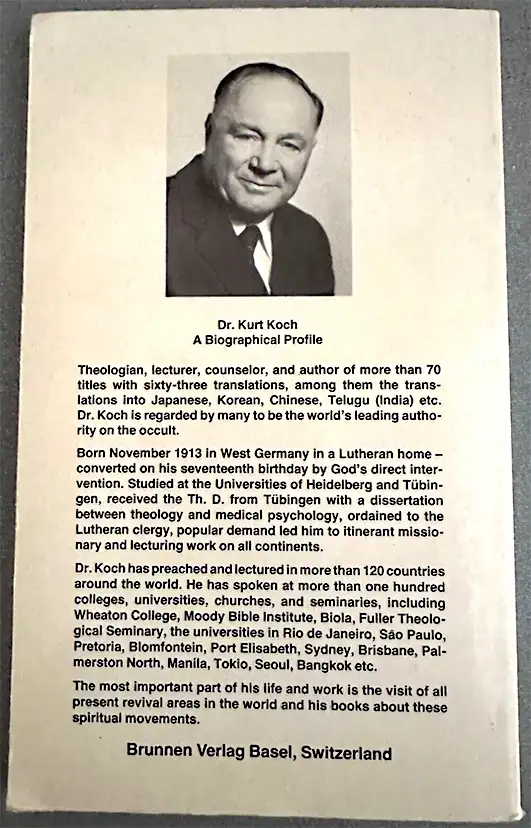 Dr. Kurt Koch
A Biographical Profile
Theologian, lecturer, counselor, and author of more than 70
titles with sixty-three translations, among them the trans-
lations into Japanese, Korean, Chinese, Telugu (India) etc.
Dr. Koch is regarded by many to be the world's leading autho-
rity on the occult.
Born November 1913 in West Germany in a Lutheran home –
converted on his seventeenth birthday by God's direct inter-
vention. Studied at the Universities of Heidelberg and Tübin-
gen, received the Th. D. from Tübingen with a dissertation
between theology and medical psychology, ordained to the
Lutheran clergy, popular demand led him to itinerant missio-
nary and lecturing work on all continents.
Dr. Koch has preached and lectured in more than 120 countries
around the world. He has spoken at more than one hundred
colleges, universities, churches, and seminaries, including
Wheaton College, Moody Bible Institute, Biola, Fuller Theolo-
gical Seminary, the universities in Rio de Janeiro, Sáo Paulo,
Pretoria, Blomfontein, Port Elisabeth, Sydney, Brisbane, Pal-
merston North, Manila, Tokio, Seoul, Bangkok etc.
The most important part of his life and work is the visit of all
present revival areas in the world and his books about these
spiritual movements.
Brunnen Verlag Basel, Switzerland